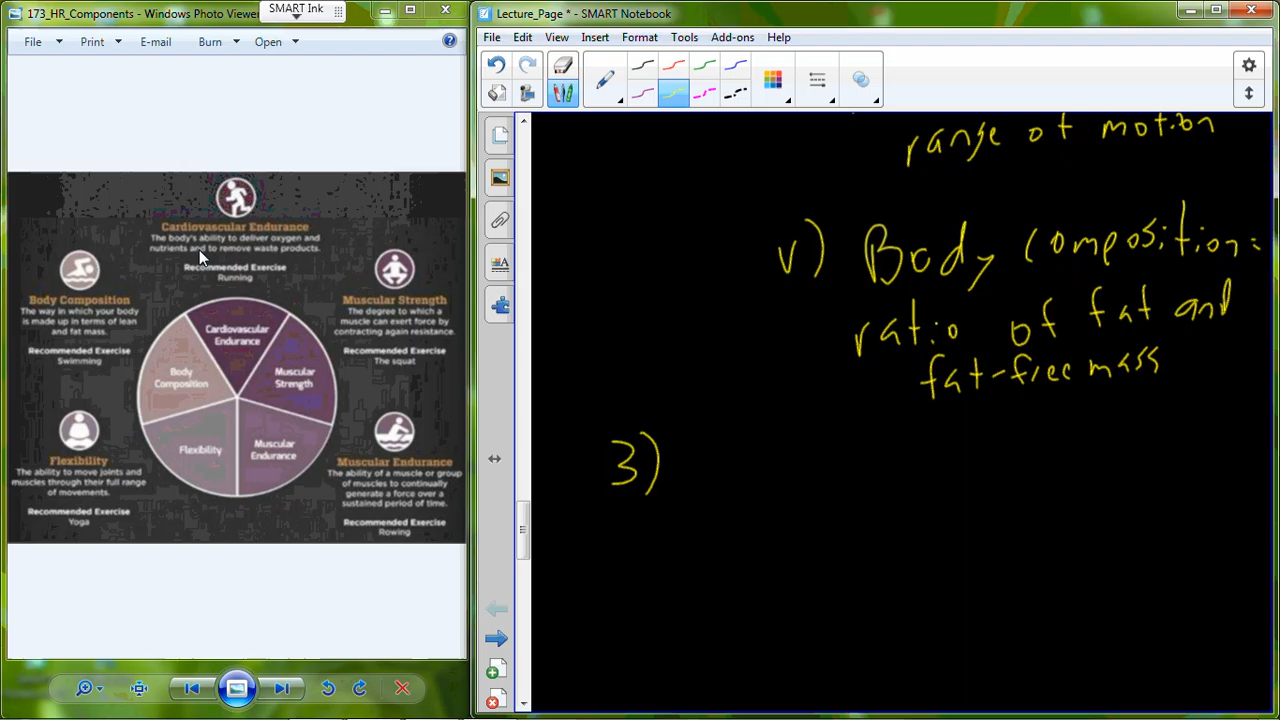 173_HR_Components - Windows Photo Viewer
SMART Ink
File Print E-mail Burn Open
Cardiovascular Endurance
The body's ability to deliver oxygen and
nutrients and to remove waste products.
Recommended Exercise
Running
Body Composition
The way in which your body
is made up in terms of lean
and fat mass.
Recommended Exercise
Swimming
Muscular Strength
The degree to which a
muscle can exert force by
contracting again resistance.
Recommended Exercise
The squat
Cardiovascular
Endurance
Body
Composition
Muscular
Strength
Flexibility
Muscular
Endurance
Flexibility
The ability to move joints and
muscles through their full range
of movements.
Recommended Exercise
Yoga
Muscular Endurance
The ability of a muscle or group
of muscles to continually
generate a force over a
sustained period of time.
Recommended Exercise
Rowing
Lecture_Page * - SMART Notebook
File Edit View Insert Format Tools Add-ons Help
range of motion
v) Body composition:
ratio of fat and
fat-free mass
3)